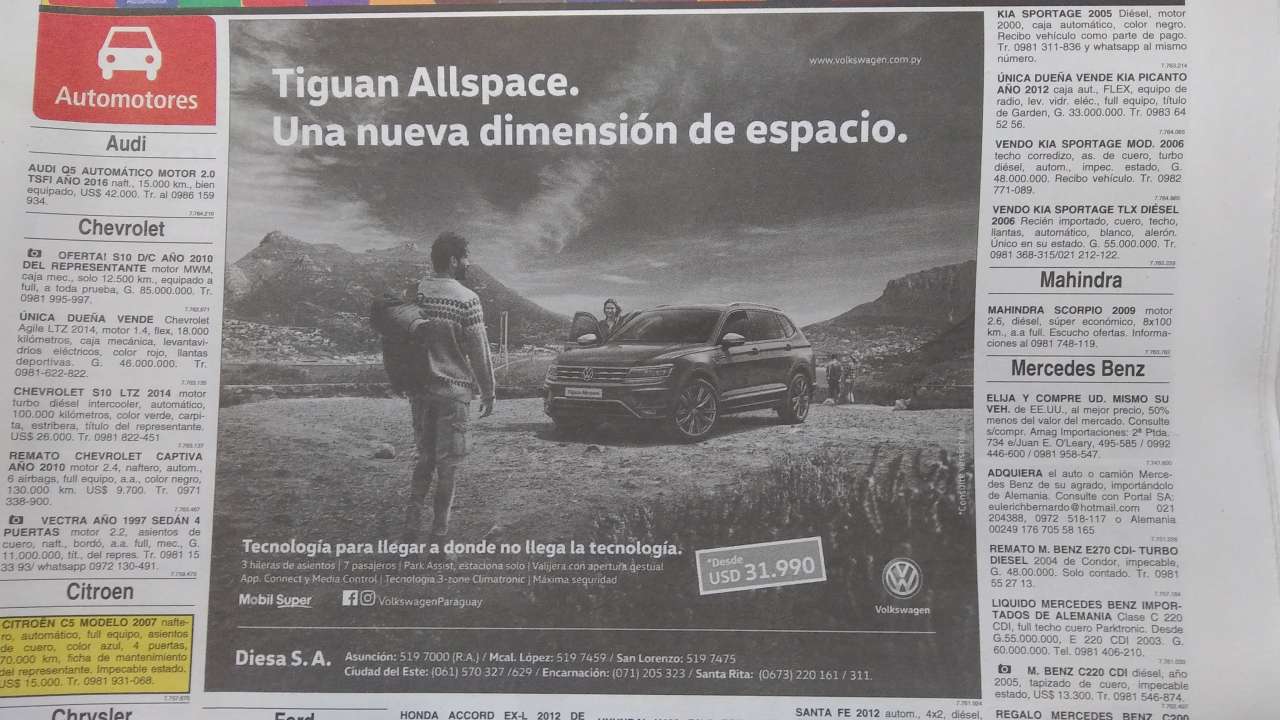 Automotores
Audi
AUDI Q5 AUTOMÁTICO MOTOR 2.0
TSFI AÑO 2016 naft., 15.000 km., bien
equipado, US$ 42.000. Tr. al 0986 159
934.
7.764.210
Chevrolet
OFERTA! S10 D/C AÑO 2010
DEL REPRESENTANTE motor MWM,
caja mec., solo 12.500 km., equipado a
full, a toda prueba, G. 85.000.000. Tr.
0981 995-997.
ÚNICA DUEÑA VENDE Chevrolet
Agile LTZ 2014, motor 1.4, flex, 18.000
kilómetros, caja mecánica, levantavi-
drios eléctricos, color rojo, llantas
deportivas. G. 46.000.000. Tr.
0981-622-822.
CHEVROLET S10 LTZ 2014 motor
turbo diésel intercooler, automático,
100.000 kilómetros, color verde, carpi-
ta, estribera, título del representante.
US$ 26.000. Tr. 0981 822-451
REMATO CHEVROLET CAPTIVA
AÑO 2010 motor 2.4, naftero, autom.,
6 airbags, full equipo, a.a., color negro,
130.000 km. US$ 9.700. Tr. 0971
338-900.
VECTRA AÑO 1997 SEDÁN 4
PUERTAS motor 2.2, asientos de
cuero, naft., bordó, a.a. full, mec., G.
11.000.000, tít., del repres. Tr. 0981 15
33 93/ whatsapp 0972 130-491.
Citroen
CITROËN C5 MODELO 2007 nafte-
ro, automático, full equipo, asientos
de cuero, color azul, 4 puertas,
70.000 km, ficha de mantenimiento
del representante. Impecable estado.
US$ 15.000. Tr. 0981 931-068.
Chrysler
www.volkswagen.com.py
Tiguan Allspace.
Una nueva dimensión de espacio.
Tiguan Allspace
Tecnología para llegar a donde no llega la tecnología.
3 hileras de asientos | 7 pasajeros | Park Assist, estaciona solo | Valijera con apertura gestual
App. Connect y Media Control | Tecnología 3-zone Climatronic | Máxima seguridad
Mobil Super VolkswagenParaguay
*Desde
USD 31.990
Volkswagen
Diesa S. A.
Asunción: 519 7000 (R.A.) / Mcal. López: 519 7459 / San Lorenzo: 519 7475
Ciudad del Este: (061) 570 327 /629 / Encarnación: (071) 205 323 / Santa Rita: (0673) 220 161 / 311.
Ford
HONDA ACCORD EX-L 2012 DE
SANTA FE 2012 autom., 4x2, diésel,
KIA SPORTAGE 2005 Diésel, motor
2000, caja automático, color negro.
Recibo vehículo como parte de pago.
Tr. 0981 311-836 y whatsapp al mismo
número.
7.763.214
ÚNICA DUEÑA VENDE KIA PICANTO
AÑO 2012 caja aut., FLEX, equipo de
radio, lev. vidr. eléc., full equipo, título
de Garden, G. 33.000.000. Tr. 0983 64
52 56.
VENDO KIA SPORTAGE MOD. 2006
techo corredizo, as. de cuero, turbo
diésel, autom., impec. estado, G.
48.000.000. Recibo vehículo. Tr. 0982
771-089.
VENDO KIA SPORTAGE TLX DIÉSEL
2006 Recién importado, cuero, techo,
llantas, automático, blanco, alerón.
Único en su estado. G. 55.000.000. Tr.
0981 368-315/021 212-122.
Mahindra
MAHINDRA SCORPIO 2009 motor
2.6, diésel, súper económico, 8x100
km., a.a full. Escucho ofertas. Informa-
ciones al 0981 748-119.
Mercedes Benz
ELIJA Y COMPRE UD. MISMO SU
VEH. de EE.UU., al mejor precio, 50%
menos del valor del mercado. Consulte
s/compr. Amag Importaciones: 2ª Ptda.
734 e/Juan E. O'Leary, 495-585 / 0992
446-600 / 0981 958-547.
ADQUIERA el auto o camión Merce-
des Benz de su agrado, importándolo
de Alemania. Consulte con Portal SA:
eulerichbernardo@hotmail.com 021
204388, 0972 518-117 o Alemania
00249 176 705 58 165
REMATO M. BENZ E270 CDI- TURBO
DIESEL 2004 de Condor, impecable,
G. 48.00.000. Solo contado. Tr. 0981
55 27 13.
LIQUIDO MERCEDES BENZ IMPOR-
TADOS DE ALEMANIA Clase C 220
CDI, full techo cuero Parktronic. Desde
G.55.000.000, E 220 CDI 2003. G.
60.000.000. Tel. 0981 406-210.
M. BENZ C220 CDI diésel, año
2005, tapizado de cuero, impecable
estado, US$ 13.300, Tr. 0981 546-874.
REGALO MERCEDES BENZ C200